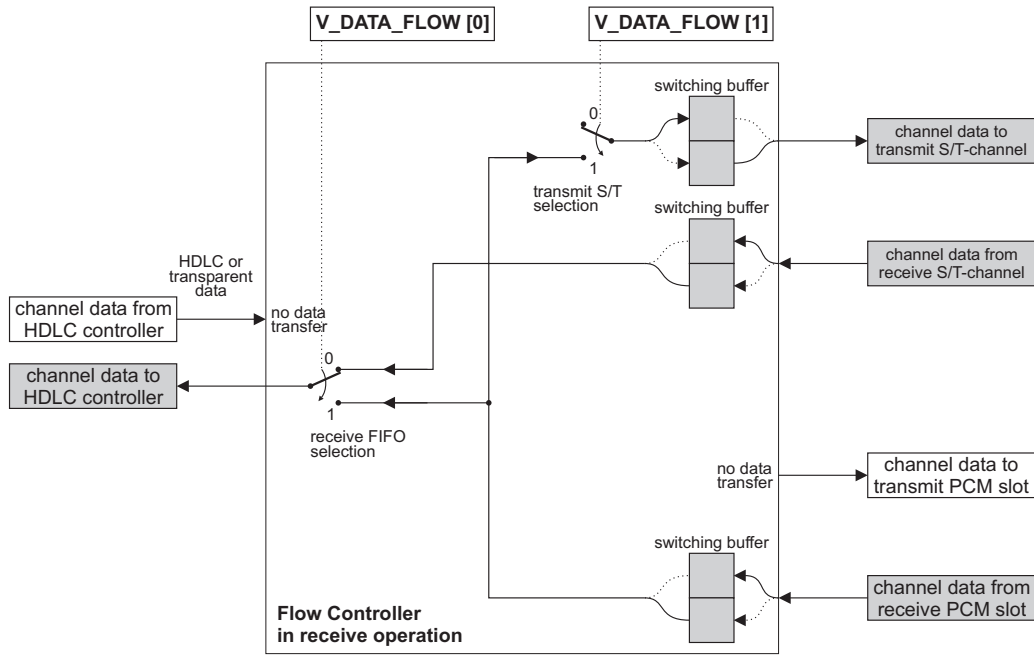 V_DATA_FLOW [0]
V_DATA_FLOW [1]
switching buffer
0
1
transmit S/T
selection
channel data to
transmit S/T-channel
switching buffer
channel data from
receive S/T-channel
HDLC or
transparent
data
channel data from
HDLC controller
no data
transfer
channel data to
HDLC controller
0
1
receive FIFO
selection
no data
transfer
channel data to
transmit PCM slot
switching buffer
channel data from
receive PCM slot
Flow Controller
in receive operation